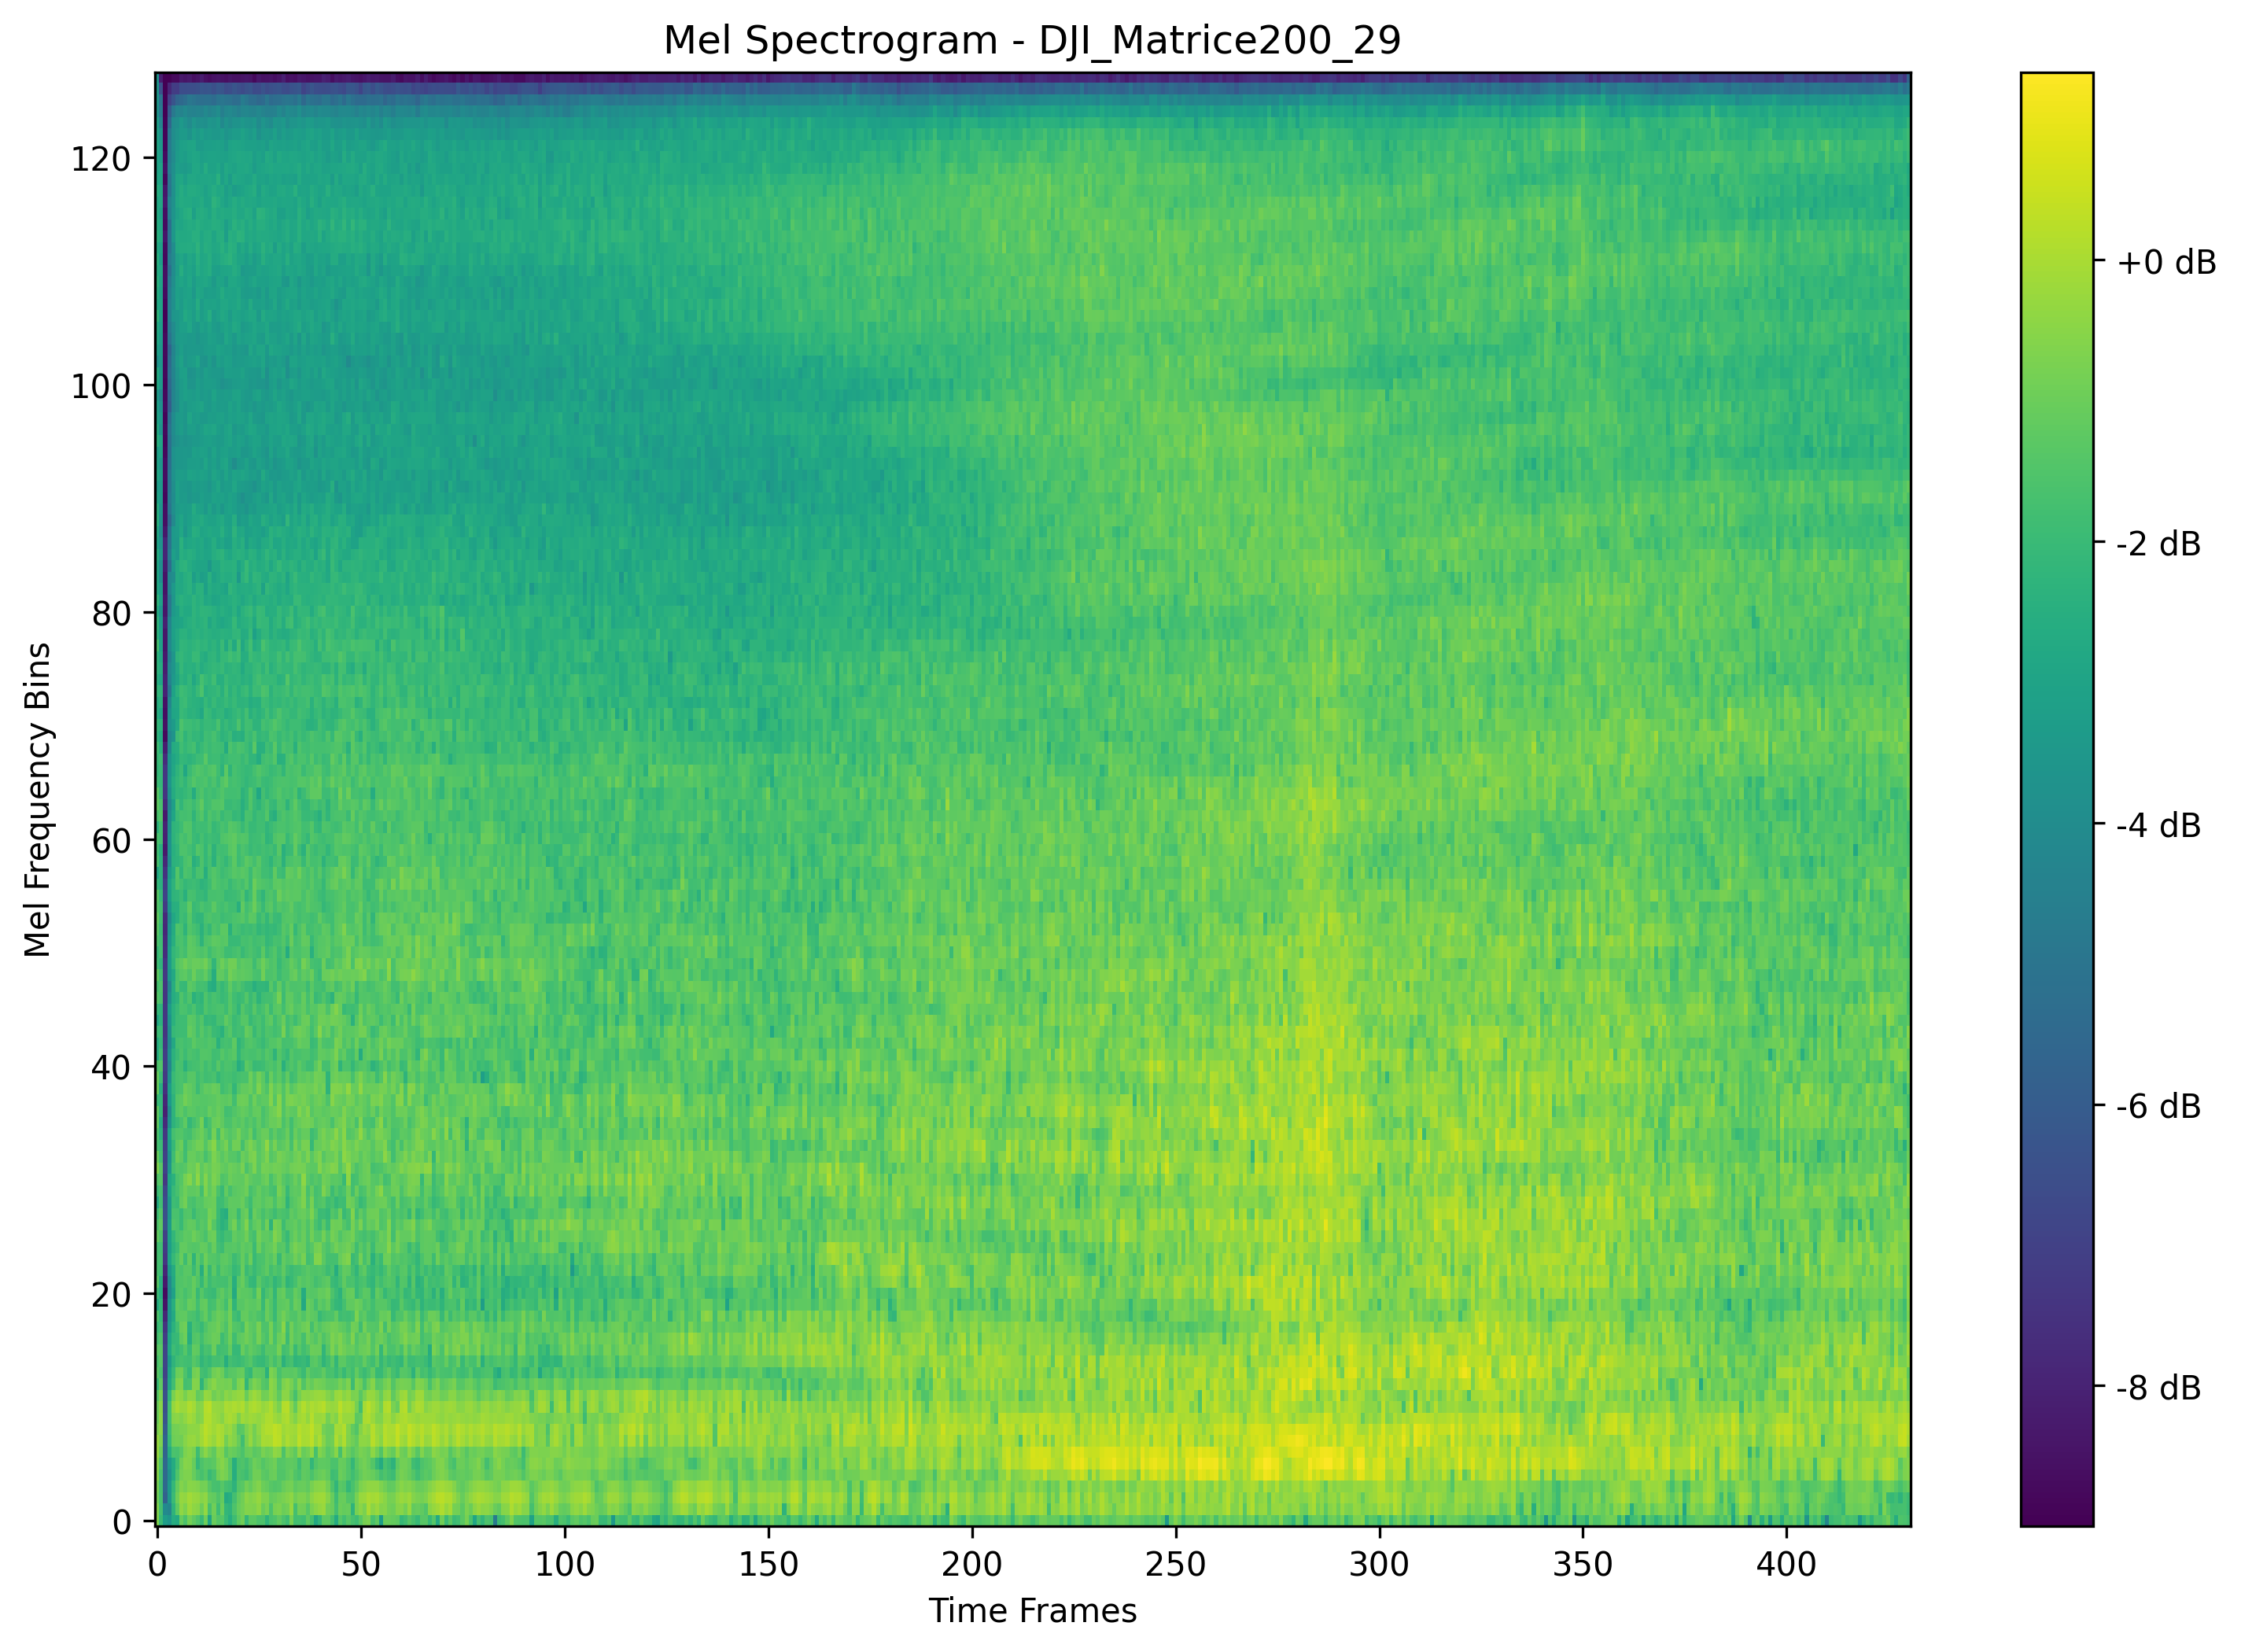 Mel Spectrogram - DJI_Matrice200_29
120
100
80
60
40
20
0
Mel Frequency Bins
0 50 100 150 200 250 300 350 400
Time Frames
+0 dB
-2 dB
-4 dB
-6 dB
-8 dB